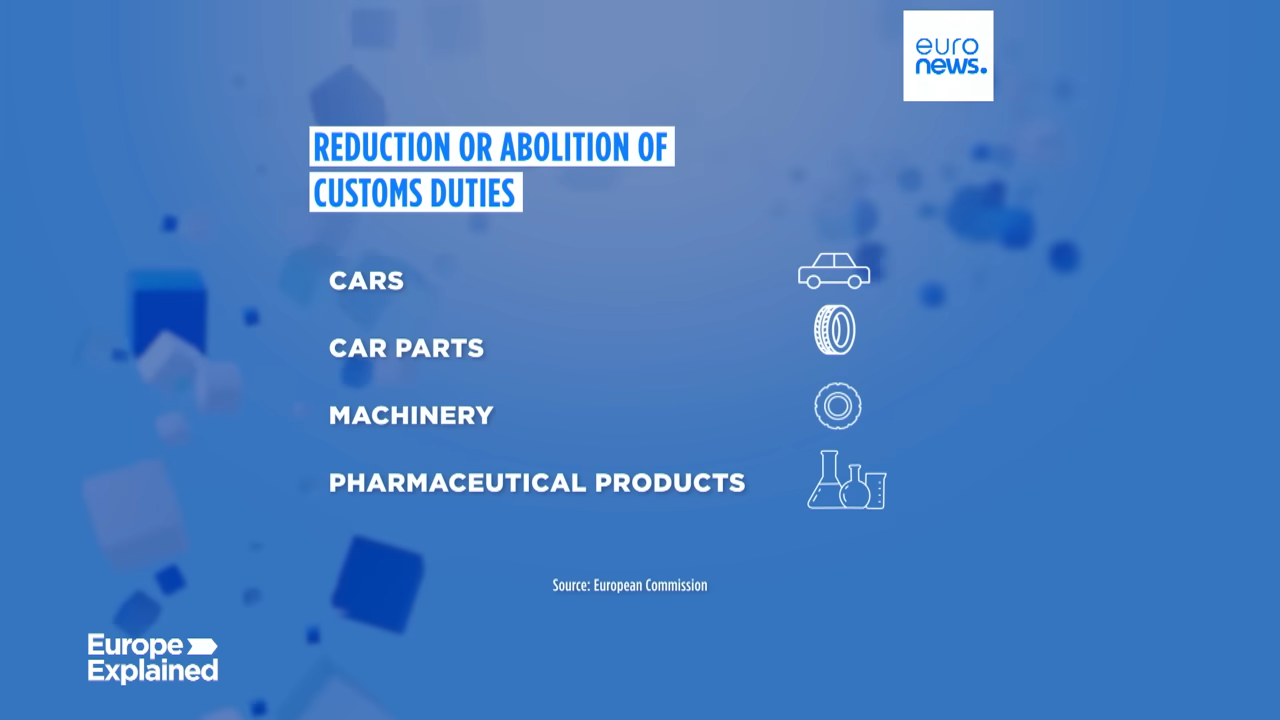 euro
news.
REDUCTION OR ABOLITION OF
CUSTOMS DUTIES
CARS
CAR PARTS
MACHINERY
PHARMACEUTICAL PRODUCTS
Source: European Commission
Europe
Explained